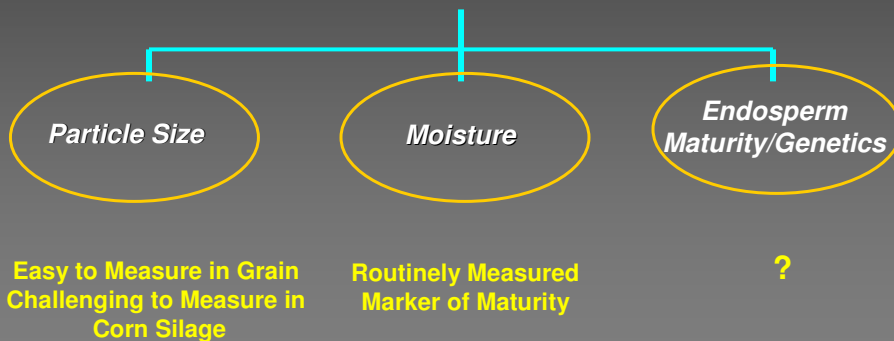 Particle Size
Moisture
Endosperm
Maturity/Genetics
Easy to Measure in Grain
Challenging to Measure in
Corn Silage
Routinely Measured
Marker of Maturity
?